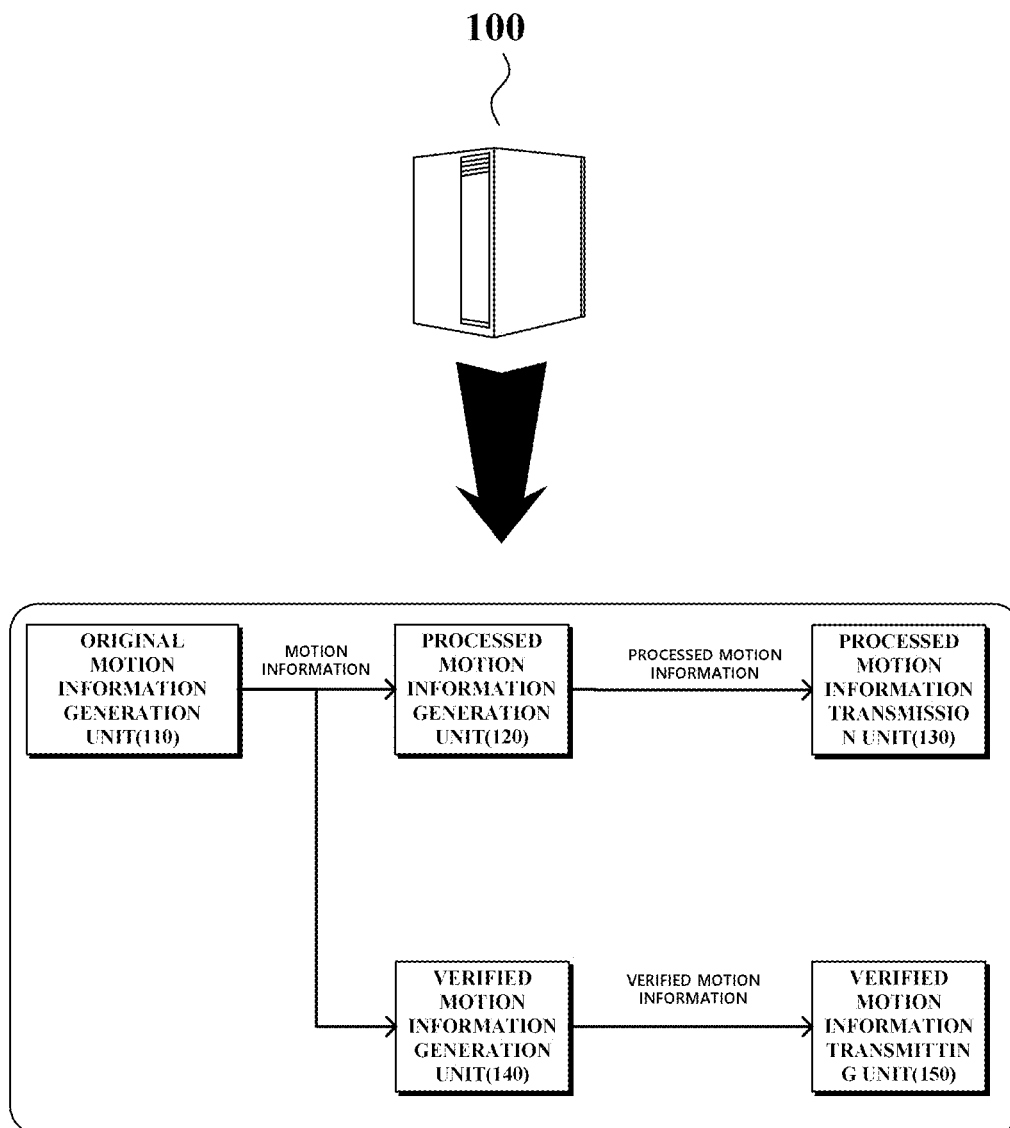 100
ORIGINAL
MOTION
INFORMATION
GENERATION
UNIT(110)
MOTION
INFORMATION
PROCESSED
MOTION
INFORMATION
GENERATION
UNIT(120)
PROCESSED MOTION
INFORMATION
PROCESSED
MOTION
INFORMATION
TRANSMISSIO
N UNIT(130)
VERIFIED
MOTION
INFORMATION
GENERATION
UNIT(140)
VERIFIED MOTION
INFORMATION
VERIFIED
MOTION
INFORMATION
TRANSMITTIN
G UNIT(150)